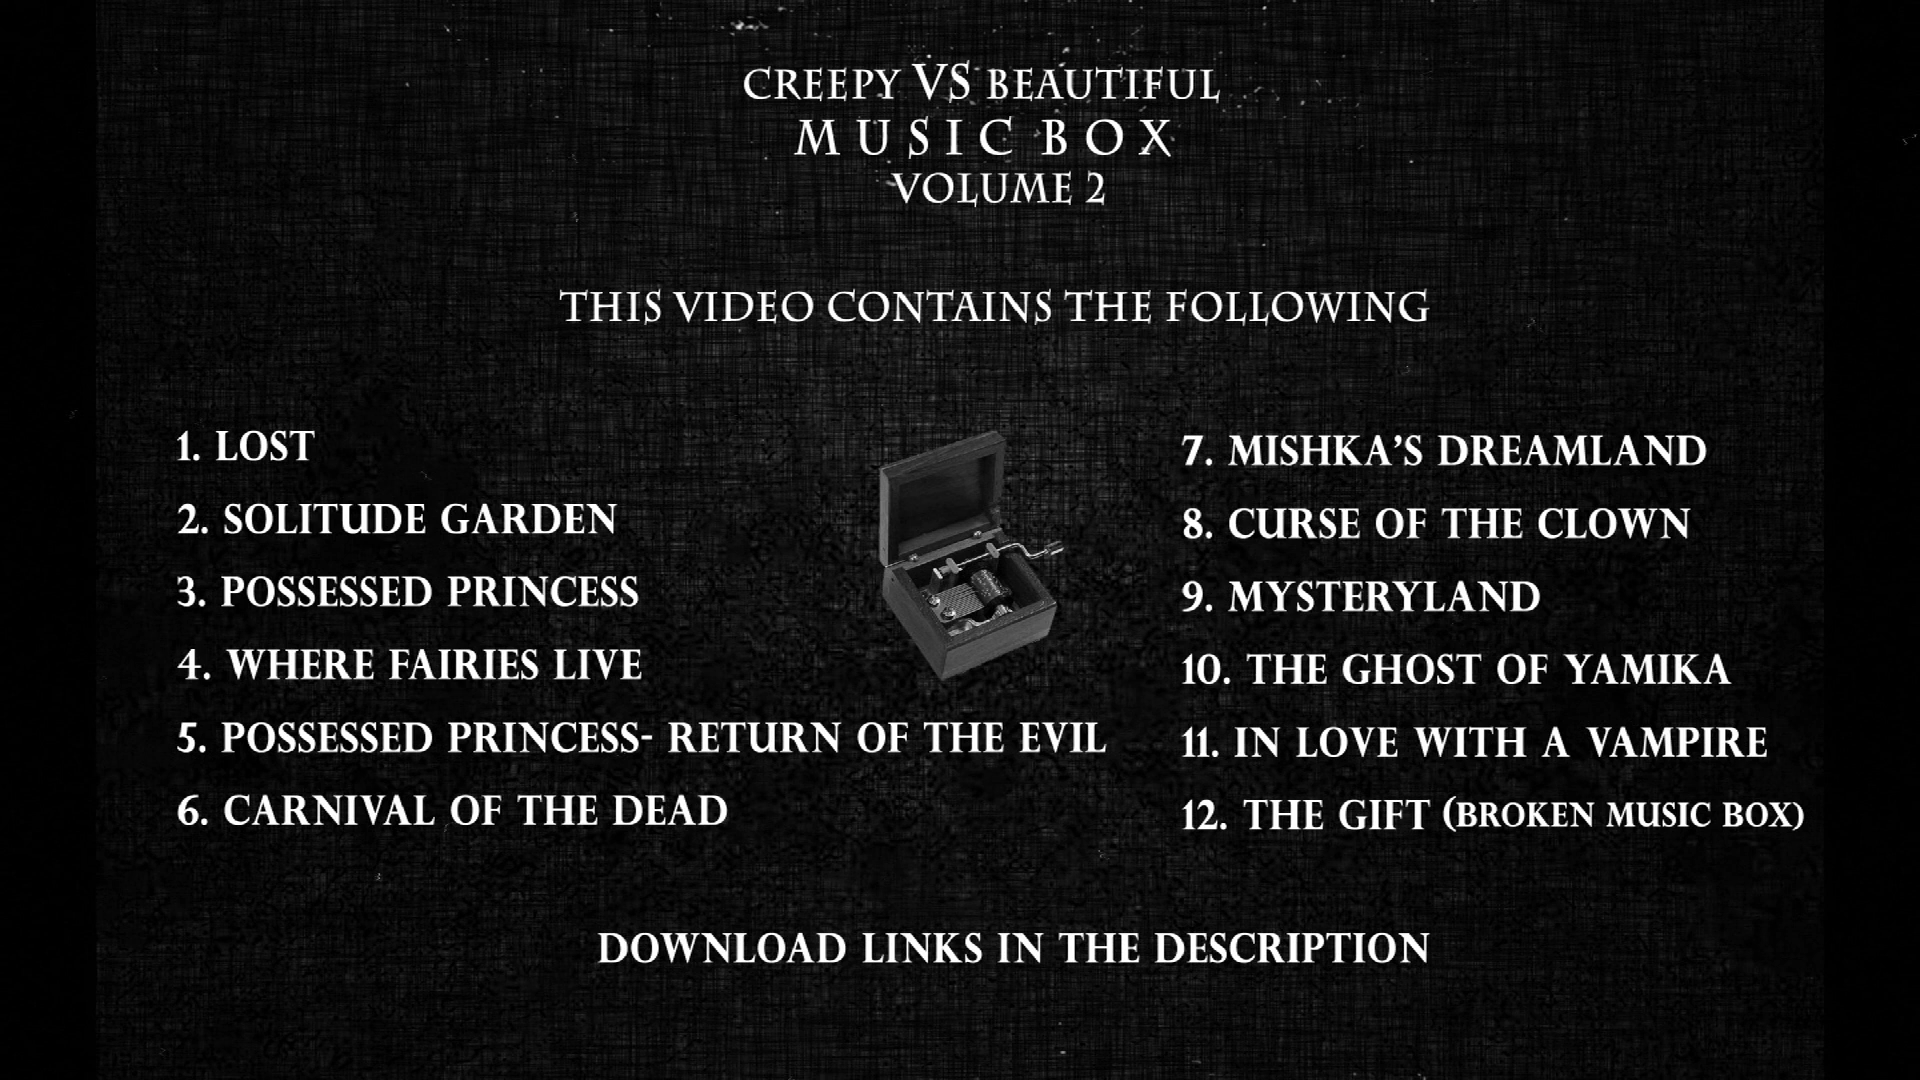 CREEPY VS BEAUTIFUL
MUSIC BOX
VOLUME 2
THIS VIDEO CONTAINS THE FOLLOWING
1. LOST
2. SOLITUDE GARDEN
3. POSSESSED PRINCESS
4. WHERE FAIRIES LIVE
5. POSSESSED PRINCESS- RETURN OF THE EVIL
6. CARNIVAL OF THE DEAD
7. MISHKA’S DREAMLAND
8. CURSE OF THE CLOWN
9. MYSTERYLAND
10. THE GHOST OF YAMIKA
11. IN LOVE WITH A VAMPIRE
12. THE GIFT (BROKEN MUSIC BOX)
DOWNLOAD LINKS IN THE DESCRIPTION